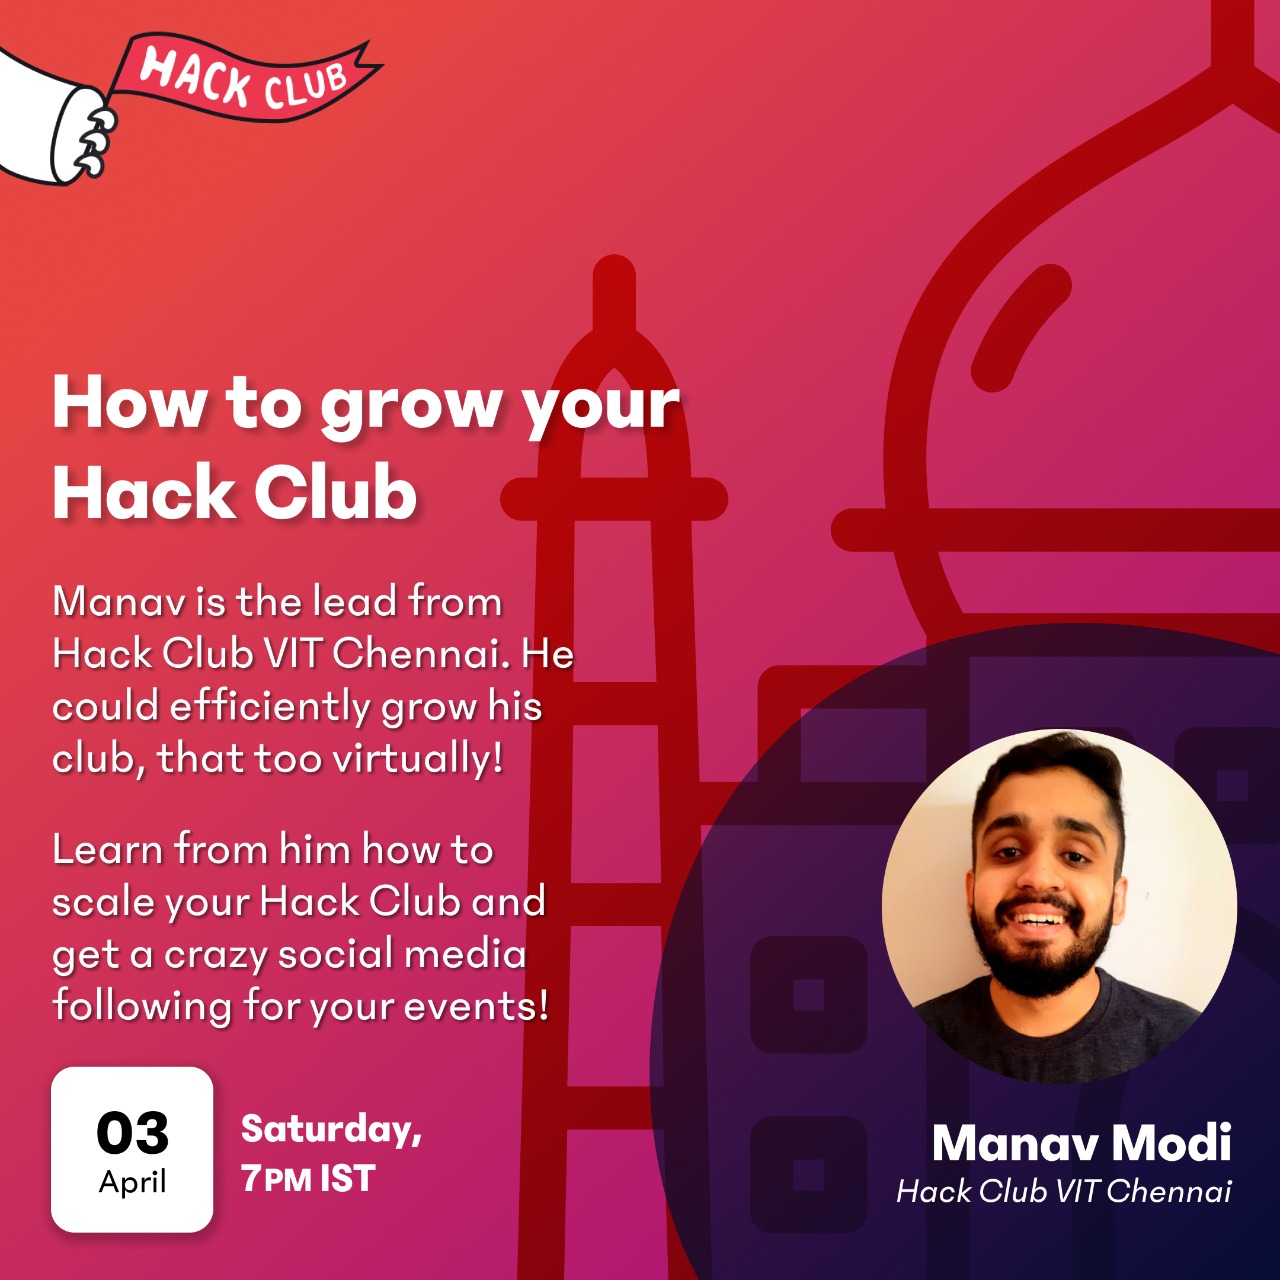 HACK CLUB
How to grow your
Hack Club
Manav is the lead from
Hack Club VIT Chennai. He
could efficiently grow his
club, that too virtually!
Learn from him how to
scale your Hack Club and
get a crazy social media
following for your events!
03
April
Saturday,
7PM IST
Manav Modi
Hack Club VIT Chennai